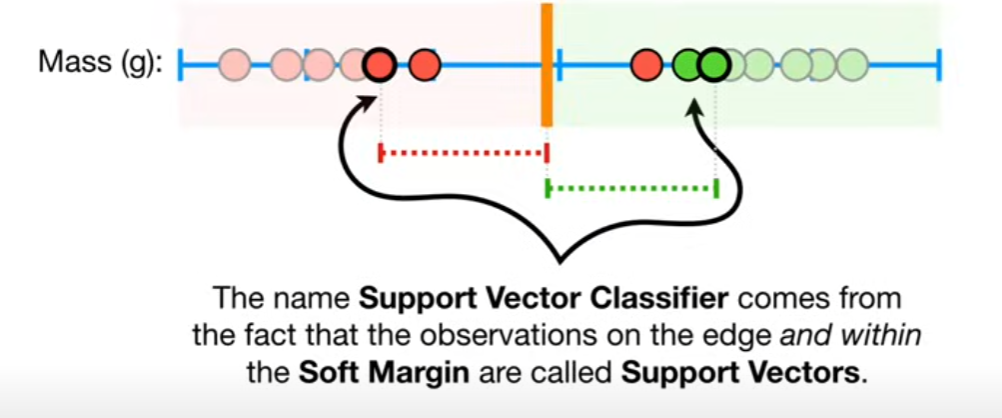 Mass (g):
The name Support Vector Classifier comes from
the fact that the observations on the edge and within
the Soft Margin are called Support Vectors.